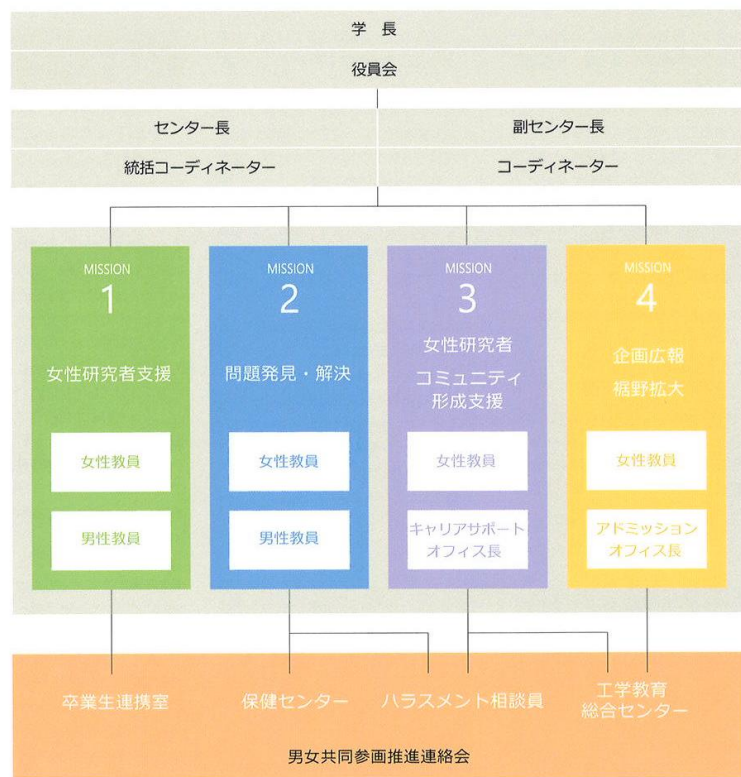 学 長
役員会
センター長
副センター長
統括コーディネーター
コーディネーター
MISSION
1
女性研究者支援
女性教員
男性教員
MISSION
2
問題発見・解決
女性教員
男性教員
MISSION
3
女性研究者
コミュニティ
形成支援
女性教員
キャリアサポート
オフィス長
MISSION
4
企画広報
裾野拡大
女性教員
アドミッション
オフィス長
卒業生連携室
保健センター
ハラスメント相談員
工学教育
総合センター
男女共同参画推進連絡会